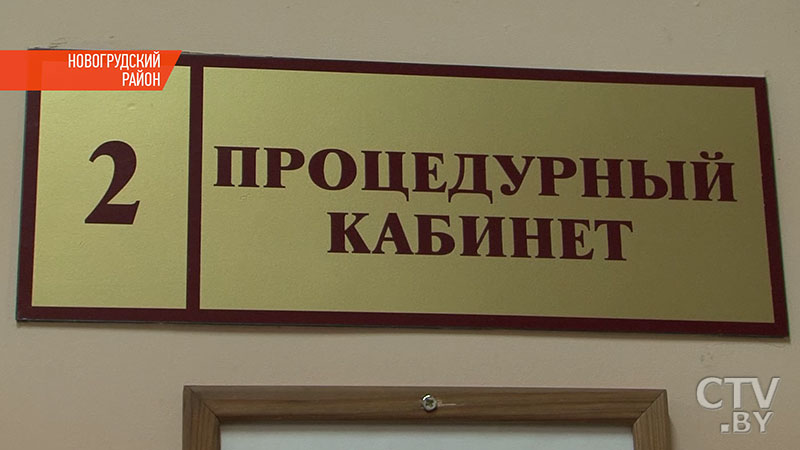 НОВОГРУДСКИЙ
РАЙОН
2
ПРОЦЕДУРНЫЙ
КАБИНЕТ
CTV
.BY